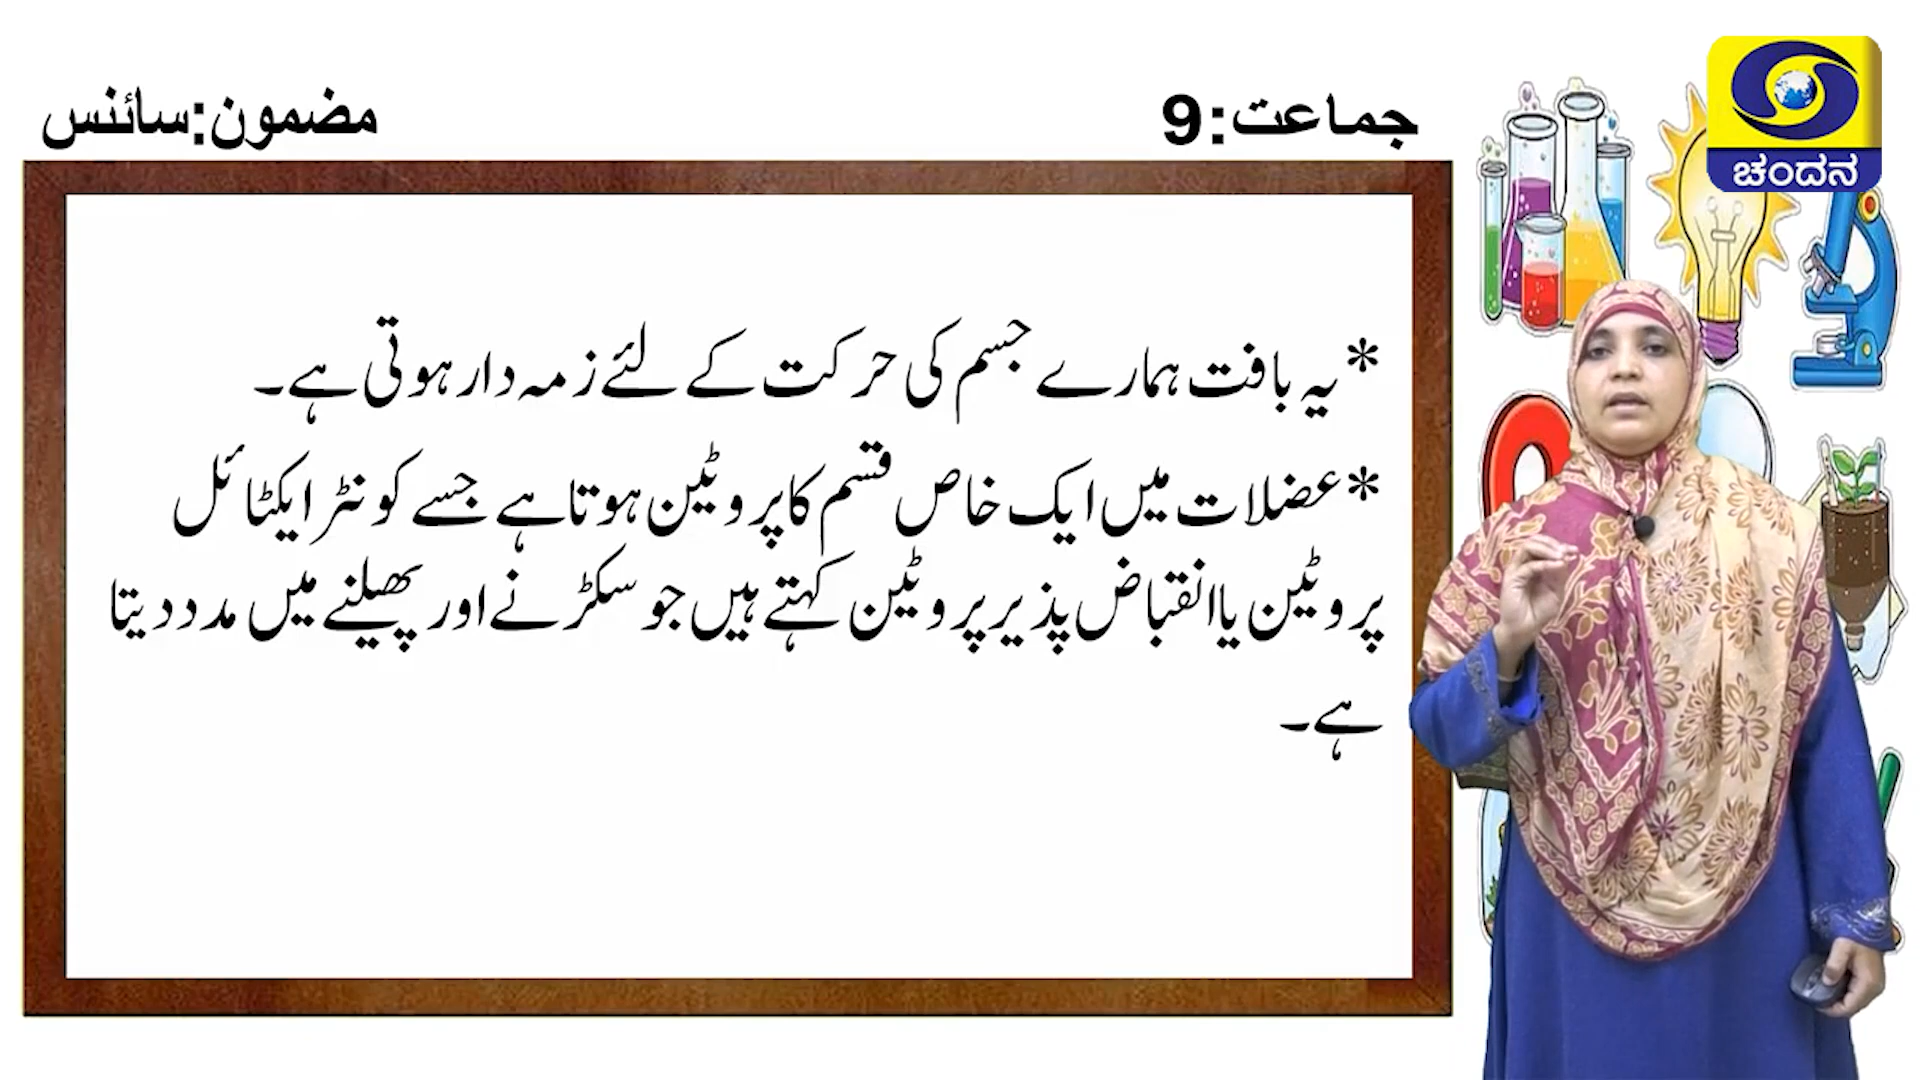 جماعت:9
مضمون:سائنس
ಚಂದನ
*یہ بافت ہمارے جسم کی حرکت کے لئے زمہ دار ہوتی ہے۔
*عضلات میں ایک خاص قسم کا پروٹین ہوتا ہے جسے کونٹر ایکٹائل
پروٹین یا انقباض پذیر پروٹین کہتے ہیں جو سکڑنے اور پھیلنے میں مدد دیتا
ہے۔